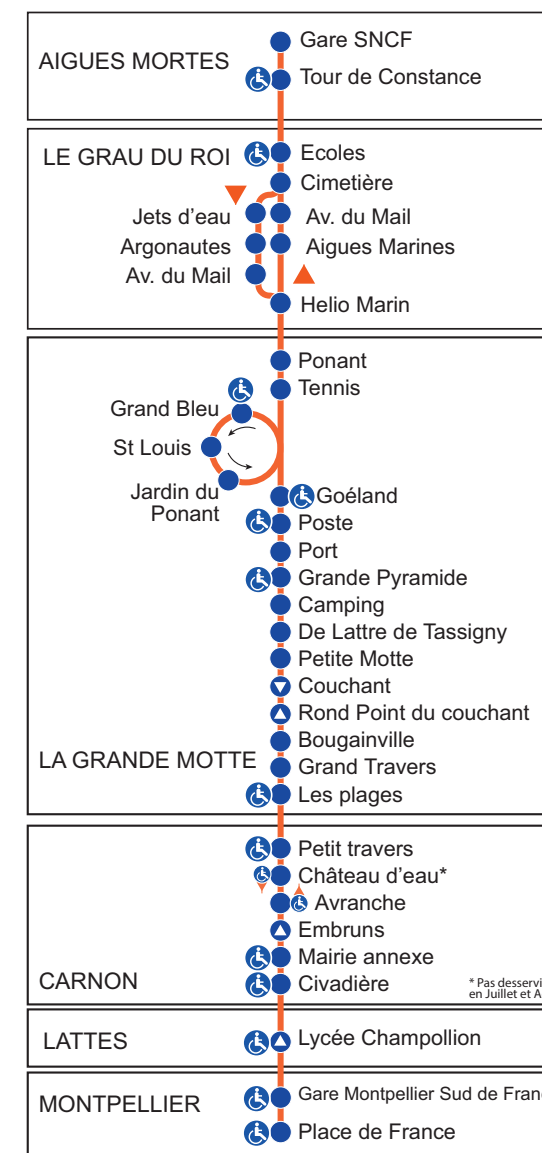 AIGUES MORTES
Gare SNCF
Tour de Constance
LE GRAU DU ROI
Ecoles
Cimetière
Jets d'eau
Av. du Mail
Argonautes
Aigues Marines
Av. du Mail
Helio Marin
Ponant
Tennis
Grand Bleu
St Louis
Jardin du
Ponant
Goéland
Poste
Port
Grande Pyramide
Camping
De Lattre de Tassigny
Petite Motte
Couchant
Rond Point du couchant
Bougainville
LA GRANDE MOTTE
Grand Travers
Les plages
Petit travers
Château d'eau*
Avranche
Embruns
Mairie annexe
CARNON
Civadière
* Pas desservi
en Juillet et A
LATTES
Lycée Champollion
MONTPELLIER
Gare Montpellier Sud de Fran
Place de France